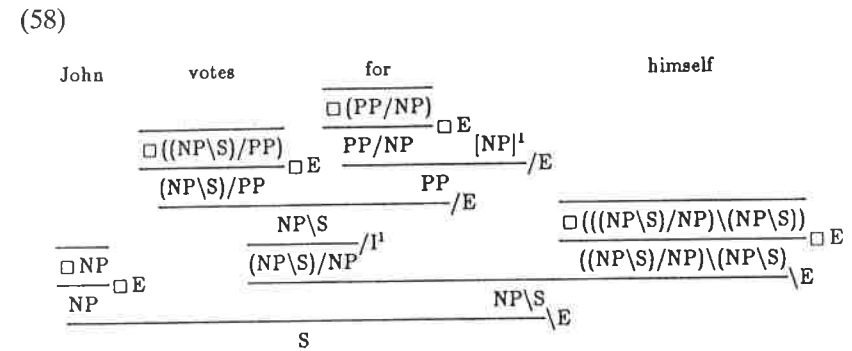 (58)
John votes for himself
□(PP/NP)
□E
□((NP\S)/PP)
□E
PP/NP [NP]¹
/E
(NP\S)/PP
PP
/E
□(((NP\S)/NP)\(NP\S))
□E
NP\S
/I¹
□NP
□E
(NP\S)/NP
((NP\S)/NP)\(NP\S)
\E
NP
NP\S
\E
S